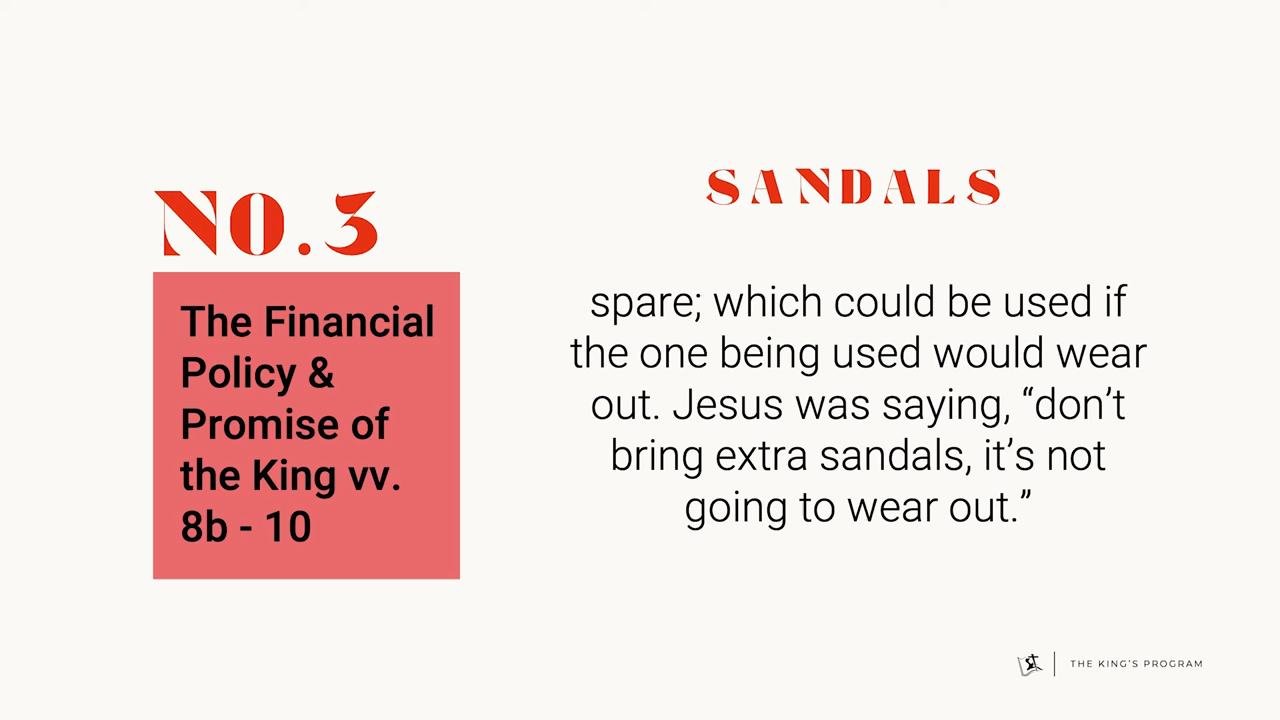 NO.3
The Financial
Policy &
Promise of
the King vv.
8b - 10
SANDALS
spare; which could be used if
the one being used would wear
out. Jesus was saying, “don’t
bring extra sandals, it’s not
going to wear out.”
THE KING’S PROGRAM